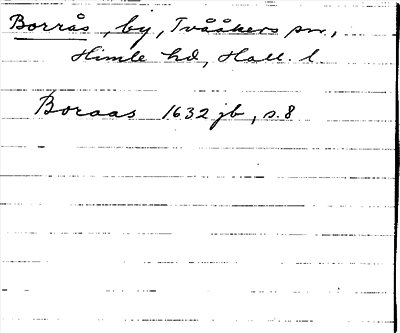 Borrås, by, Tvååkers sn,
Himle hd, Hall. l.
Boraas 1632 jb, s. 8